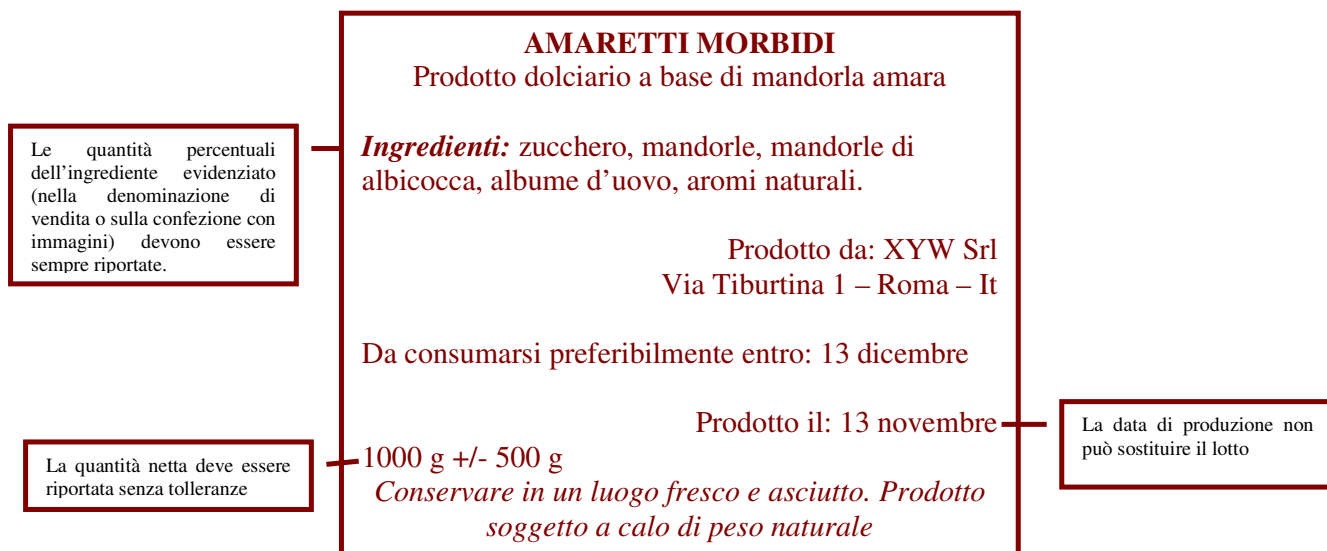 AMARETTI MORBIDI
Prodotto dolciario a base di mandorla amara
Le quantità percentuali
dell’ingrediente evidenziato
(nella denominazione di
vendita o sulla confezione con
immagini) devono essere
sempre riportate.
Ingredienti: zucchero, mandorle, mandorle di
albicocca, albume d’uovo, aromi naturali.
Prodotto da: XYW Srl
Via Tiburtina 1 – Roma – It
Da consumarsi preferibilmente entro: 13 dicembre
Prodotto il: 13 novembre
La data di produzione non
può sostituire il lotto
La quantità netta deve essere
riportata senza tolleranze
1000 g +/- 500 g
Conservare in un luogo fresco e asciutto. Prodotto
soggetto a calo di peso naturale